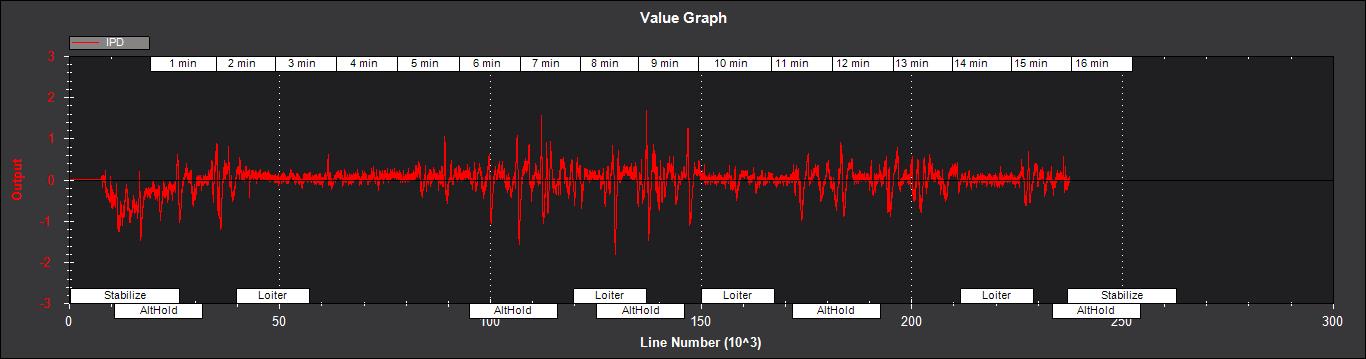 Value Graph
IPD
3
1 min 2 min 3 min 4 min 5 min 6 min 7 min 8 min 9 min 10 min 11 min 12 min 13 min 14 min 15 min 16 min
2
1
0
-1
-2
-3
Output
Stabilize Loiter Loiter Loiter Loiter Stabilize
AltHold AltHold AltHold AltHold AltHold
0 50 100 150 200 250 300
Line Number (10^3)